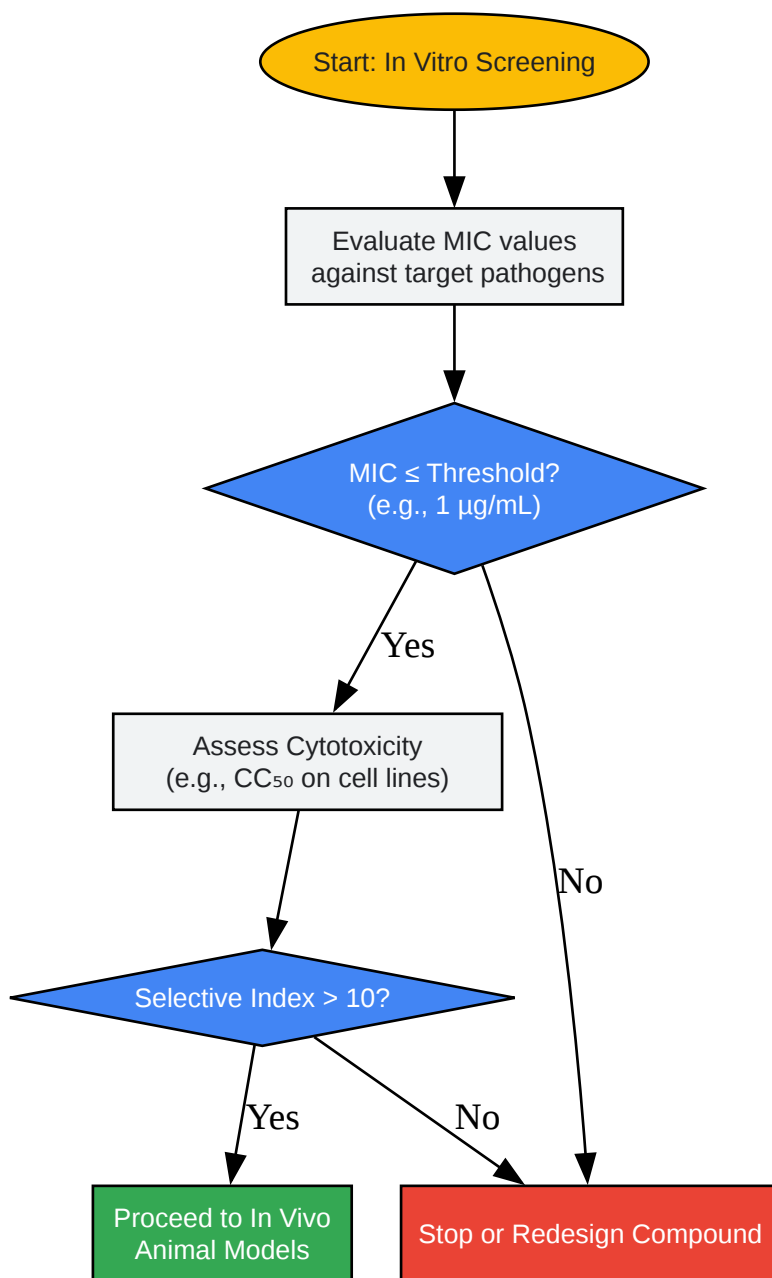 Start: In Vitro Screening
Evaluate MIC values
against target pathogens
MIC ≤ Threshold?
(e.g., 1 µg/mL)
Yes
Assess Cytotoxicity
(e.g., CC₅₀ on cell lines)
No
Selective Index > 10?
Yes
No
Proceed to In Vivo
Animal Models
Stop or Redesign Compound